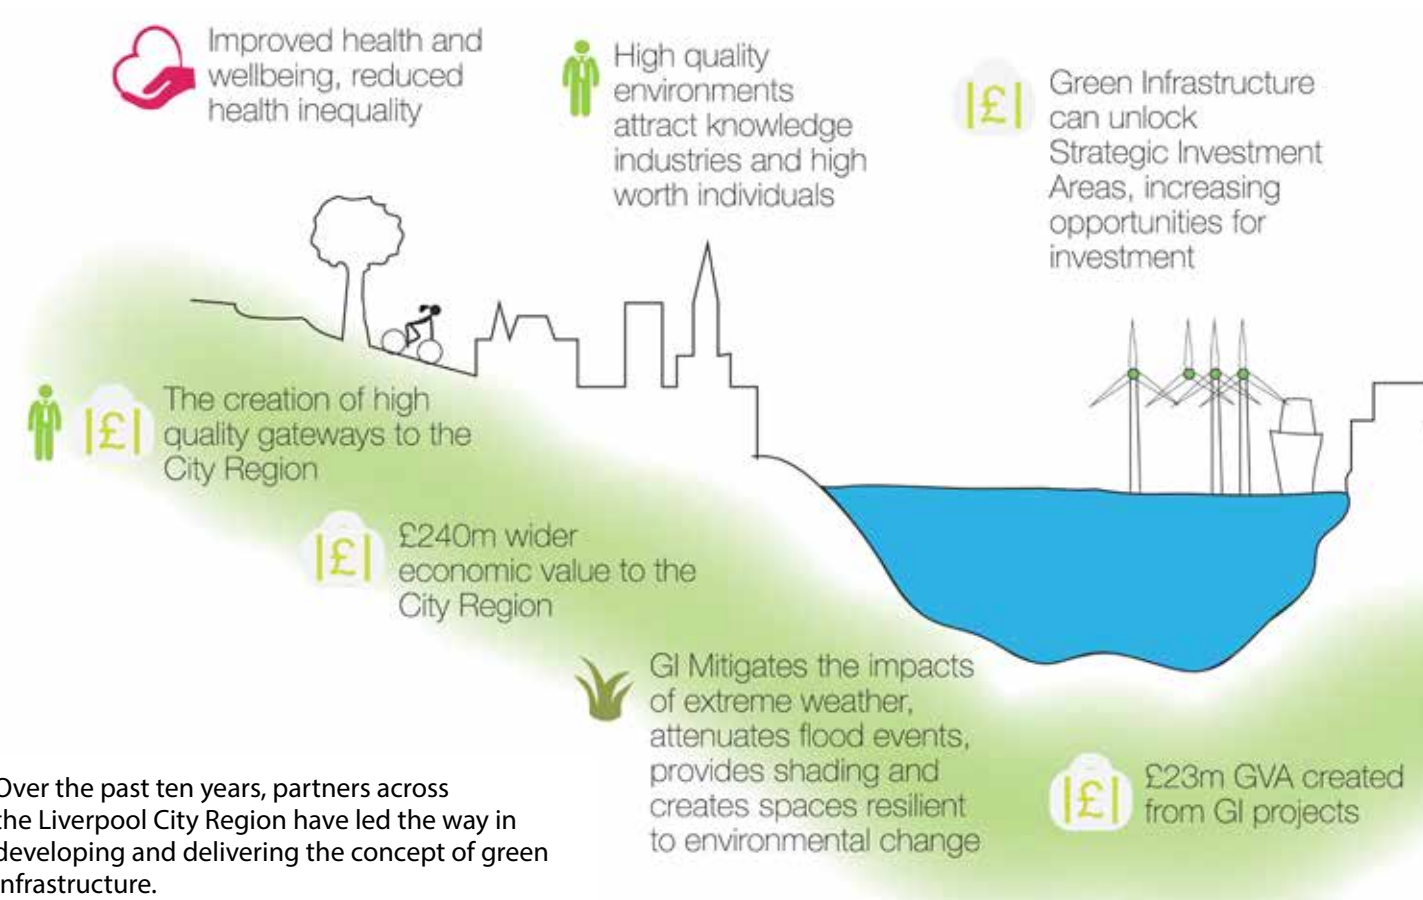 Improved health and
wellbeing, reduced
health inequality
High quality
environments
attract knowledge
industries and high
worth individuals
|£|
Green Infrastructure
can unlock
Strategic Investment
Areas, increasing
opportunities for
investment
|£|
The creation of high
quality gateways to the
City Region
|£|
£240m wider
economic value to the
City Region
GI Mitigates the impacts
of extreme weather,
attenuates flood events,
provides shading and
creates spaces resilient
to environmental change
|£|
£23m GVA created
from GI projects
Over the past ten years, partners across
the Liverpool City Region have led the way in
developing and delivering the concept of green
infrastructure.